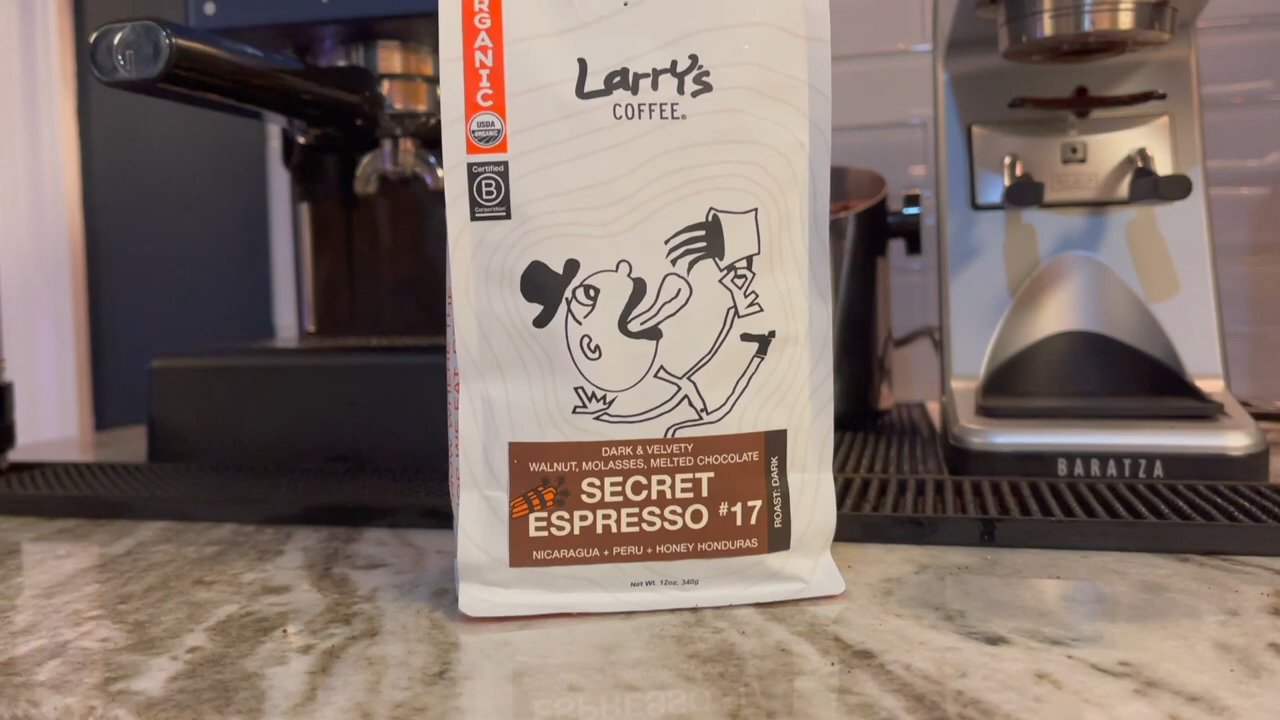 RGANIC
USDA
ORGANIC
Certified
B
Corporation
Larry's
COFFEE®
DARK & VELVETY
WALNUT, MOLASSES, MELTED CHOCOLATE
SECRET
ESPRESSO #17
NICARAGUA + PERU + HONEY HONDURAS
ROAST: DARK
Net Wt. 12oz. 340g
BARATZA